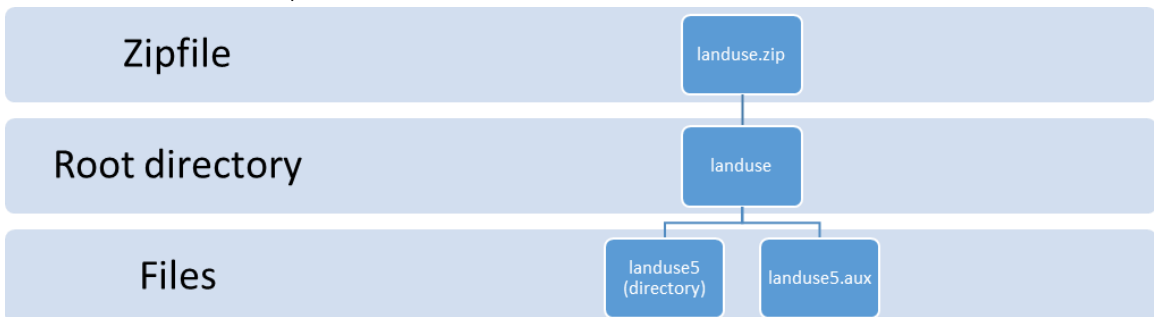 Zipfile
landuse.zip
Root directory
landuse
Files
landuse5
(directory)
landuse5.aux